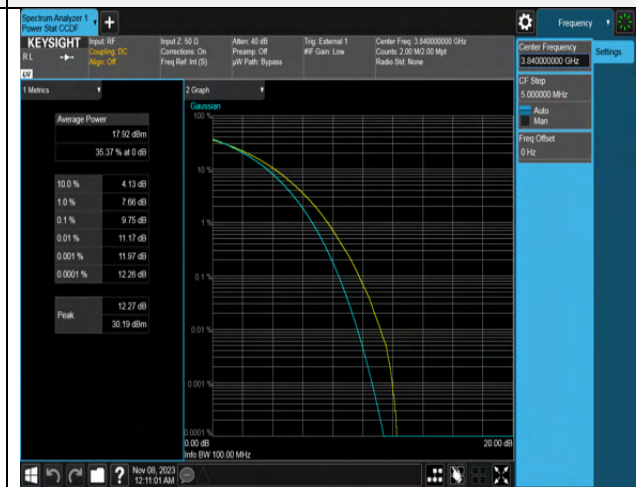 Spectrum Analyzer 1
Power Stat CCDF
Frequency
KEYSIGHT
RL
LW
Input: RF
Coupling: DC
Align: Off
Input Z: 50 Ω
Corrections: On
Freq Ref: Int (S)
Atten: 40 dB
Preamp: Off
µW Path: Bypass
Trig: External 1
#IF Gain: Low
Center Freq: 3.840000000 GHz
Counts: 2.00 M/2.00 Mpt
Radio Std: None
Center Frequency
3.840000000 GHz
Settings
CF Step
5.000000 MHz
Auto
Man
Freq Offset
0 Hz
1 Metrics
Average Power
17.92 dBm
35.37 % at 0 dB
10.0 % 4.13 dB
1.0 % 7.66 dB
0.1 % 9.75 dB
0.01 % 11.17 dB
0.001 % 11.97 dB
0.0001 % 12.26 dB
Peak
12.27 dB
30.19 dBm
2 Graph
Gaussian
100 %
10 %
1 %
0.1 %
0.01 %
0.001 %
0.0001 %
0.00 dB
20.00 dB
Info BW 100.00 MHz
Nov 08, 2023
12:11:01 AM